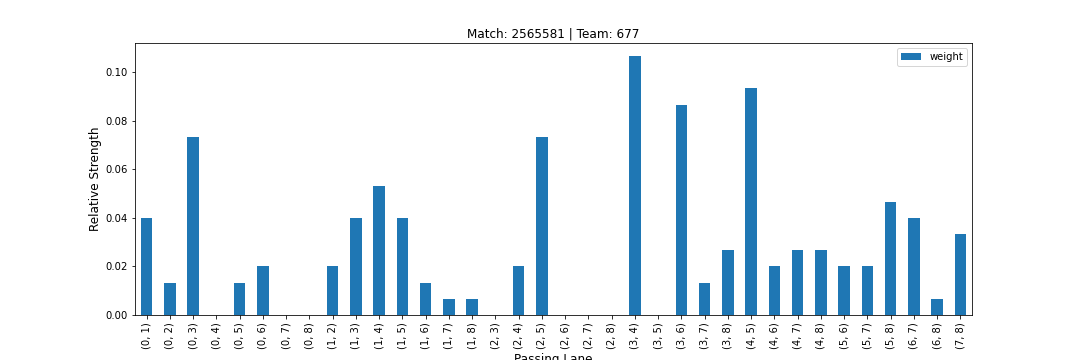 Match: 2565581 | Team: 677
weight
Relative Strength
0.10
0.08
0.06
0.04
0.02
0.00
(0, 1) (0, 2) (0, 3) (0, 4) (0, 5) (0, 6) (0, 7) (0, 8) (1, 2) (1, 3) (1, 4) (1, 5) (1, 6) (1, 7) (1, 8) (2, 3) (2, 4) (2, 5) (2, 6) (2, 7) (2, 8) (3, 4) (3, 5) (3, 6) (3, 7) (3, 8) (4, 5) (4, 6) (4, 7) (4, 8) (5, 6) (5, 7) (5, 8) (6, 7) (6, 8) (7, 8)
Passing Lane